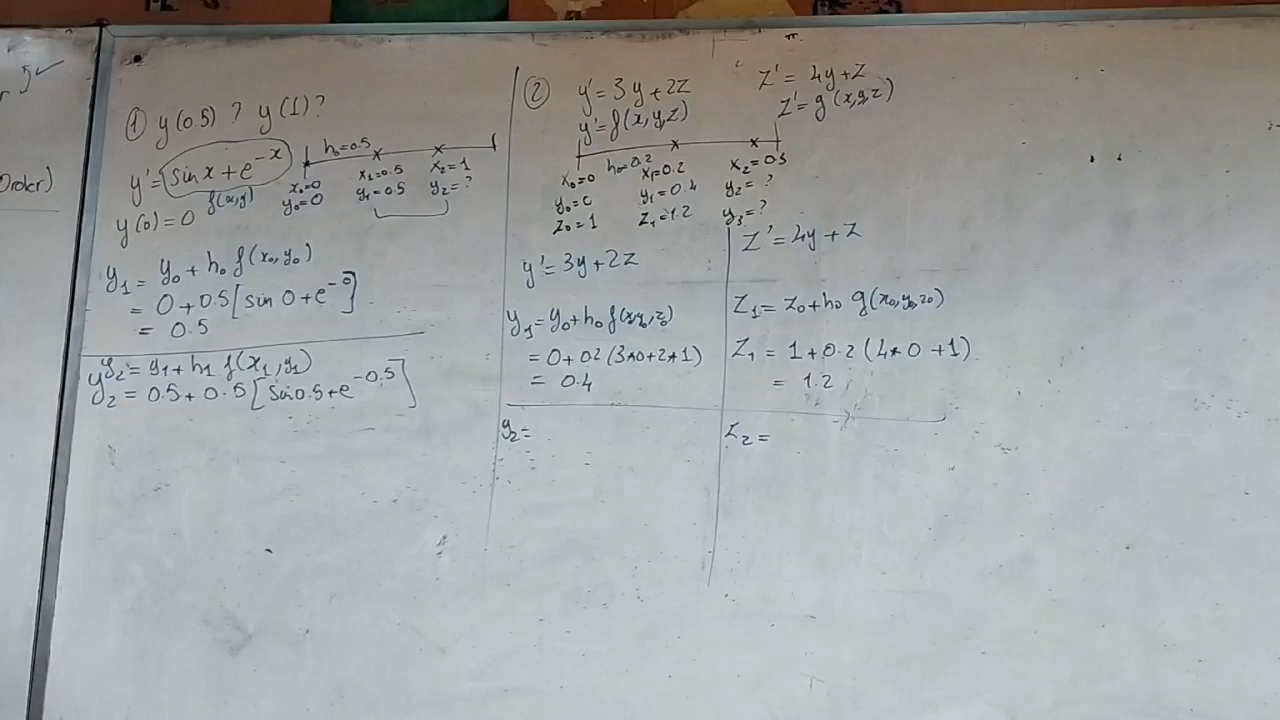 5✓
r
Order)
① y(0.5) ? y(1)?
y' = sin x + e^{-x}
f(x,y)
y(0) = 0
h₀=0.5
x₀=0 x₁=0.5 x₂=1
y₀=0 y₁=0.5 y₂=?
y₁ = y₀ + h₀ f(x₀,y₀)
= 0 + 0.5 [sin 0 + e^{-0}]
= 0.5
y₂ = y₁ + h₁ f(x₁,y₁)
y₂ = 0.5 + 0.5 [sin 0.5 + e^{-0.5}]
② y' = 3y + 2z z' = 4y + z
y' = f(x,y,z) z' = g(x,y,z)
h₀=0.2
x₀=0 x₁=0.2
y₀=0 y₁=0.4 y₂=?
z₀=1 z₁=1.2 y₃=?
y' = 3y + 2z
y₁ = y₀ + h₀ f(x₀,y₀,z₀)
= 0 + 0.2 (3*0 + 2*1)
= 0.4
y₂ =
z' = 4y + z
z₁ = z₀ + h₀ g(x₀,y₀,z₀)
z₁ = 1 + 0.2 (4*0 + 1)
= 1.2
z₂ =